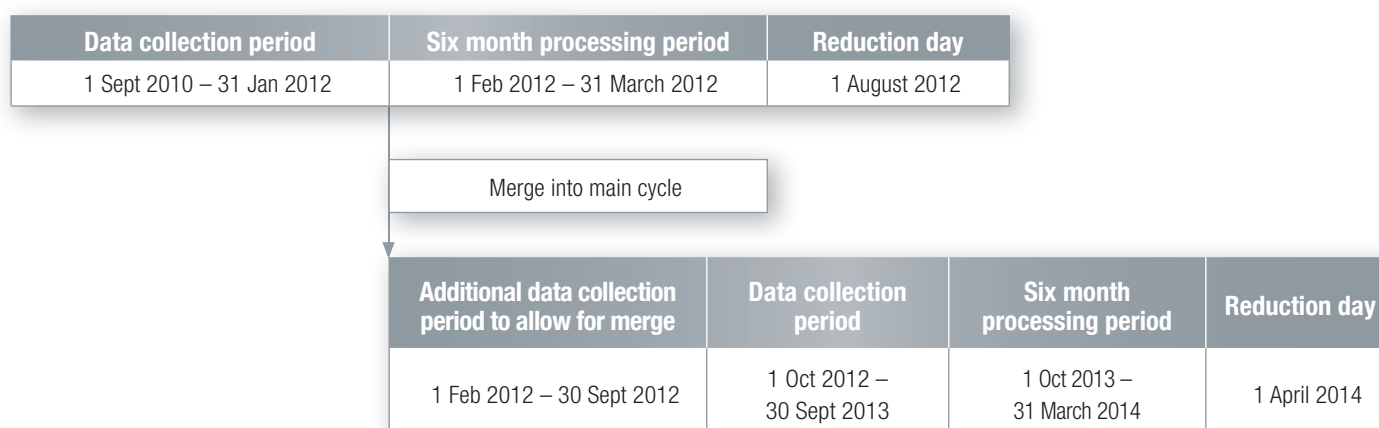 Data collection period Six month processing period Reduction day
1 Sept 2010 – 31 Jan 2012 1 Feb 2012 – 31 March 2012 1 August 2012
Merge into main cycle
Additional data collection period to allow for merge
Data collection period
Six month processing period
Reduction day
1 Feb 2012 – 30 Sept 2012
1 Oct 2012 –
30 Sept 2013
1 Oct 2013 –
31 March 2014
1 April 2014